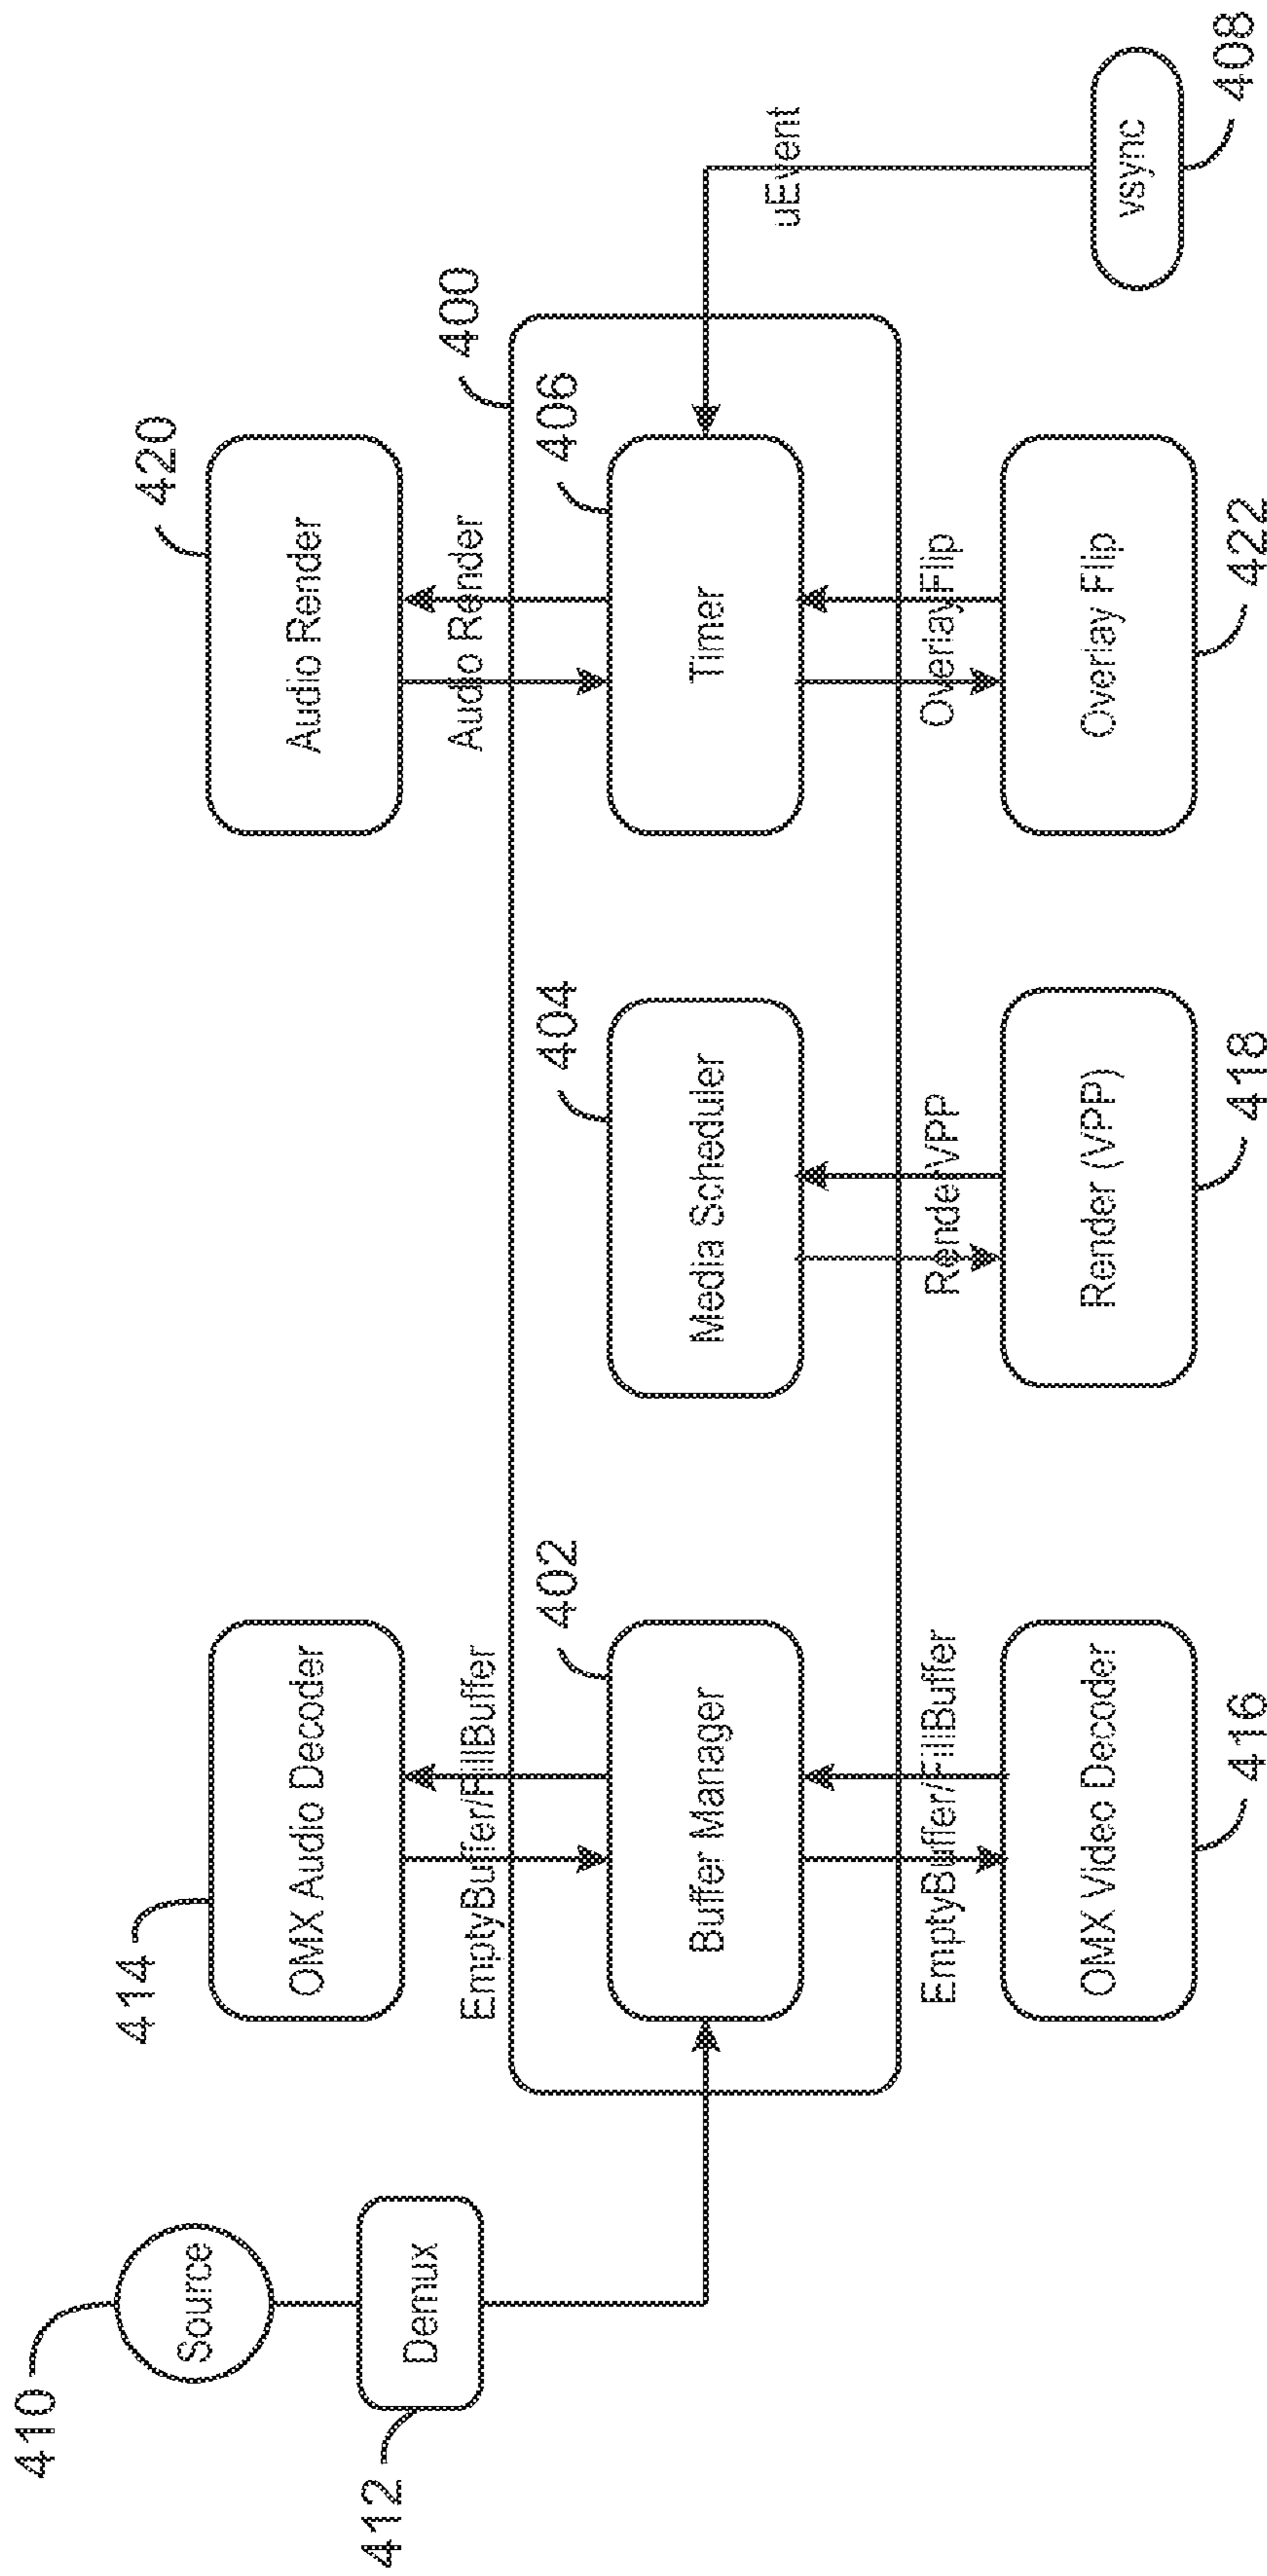 410
Source
412
Demux
414
OMX Audio Decoder
EmptyBuffer/FillBuffer
402
Buffer Manager
EmptyBuffer/FillBuffer
OMX Video Decoder
416
404
Media Scheduler
RenderVPP
Render (VPP)
418
420
Audio Render
Audio Render
400
406
Timer
OverlayFlip
Overlay Flip
422
uEvent
vsync
408